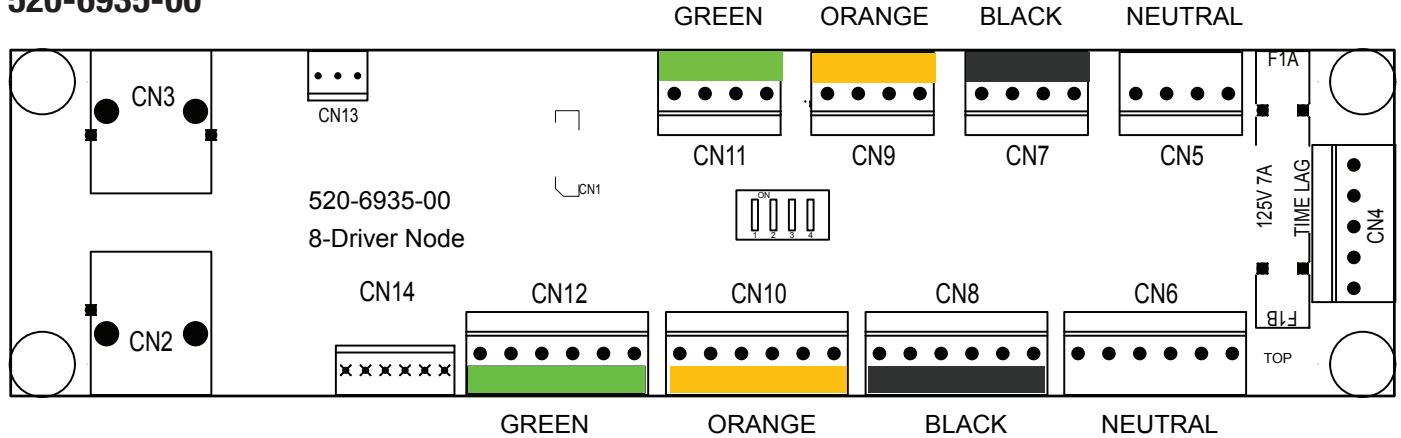 520-6935-00
GREEN ORANGE BLACK NEUTRAL
CN3
CN13
CN11 CN9 CN7 CN5
F1A
125V 7A
TIME LAG
CN4
CN1
ON
1 2 3 4
520-6935-00
8-Driver Node
CN14 CN12 CN10 CN8 CN6
CN2
F1B
TOP
GREEN ORANGE BLACK NEUTRAL